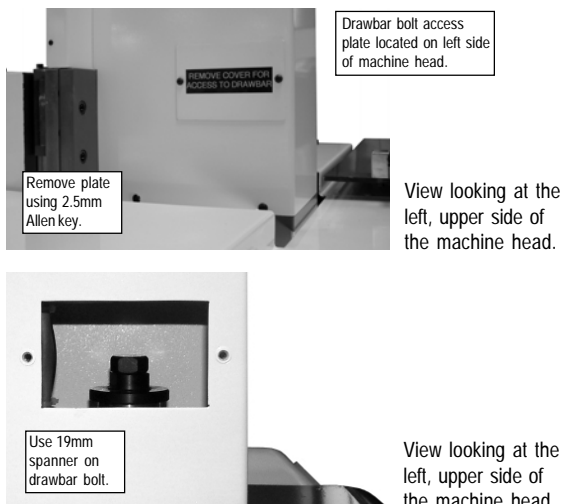 Drawbar bolt access
plate located on left side
of machine head.
REMOVE COVER FOR
ACCESS TO DRAWBAR
Remove plate
using 2.5mm
Allen key.
View looking at the
left, upper side of
the machine head.
Use 19mm
spanner on
drawbar bolt.
View looking at the
left, upper side of
the machine head